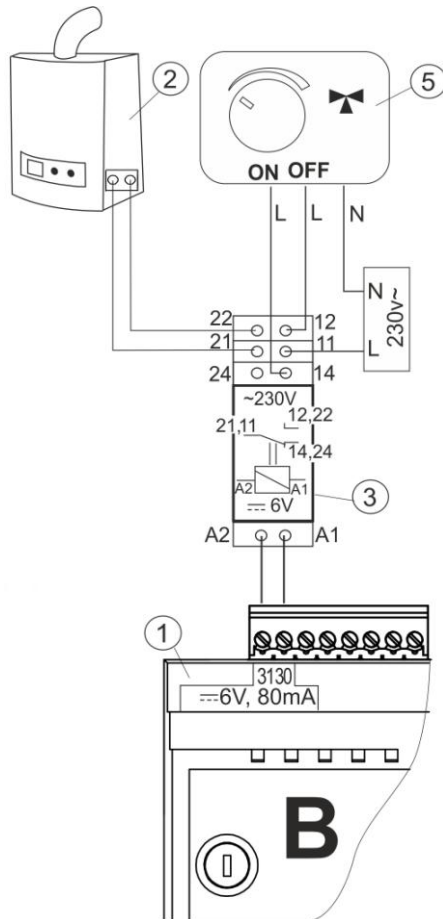 2
5
ON OFF
L L N
22 12
21 11
24 14
N
L
230v~
~230V
12,22
21,11
14,24
A2 A1
⎓ 6V
3
A2 A1
1
3130
⎓6V, 80mA
B